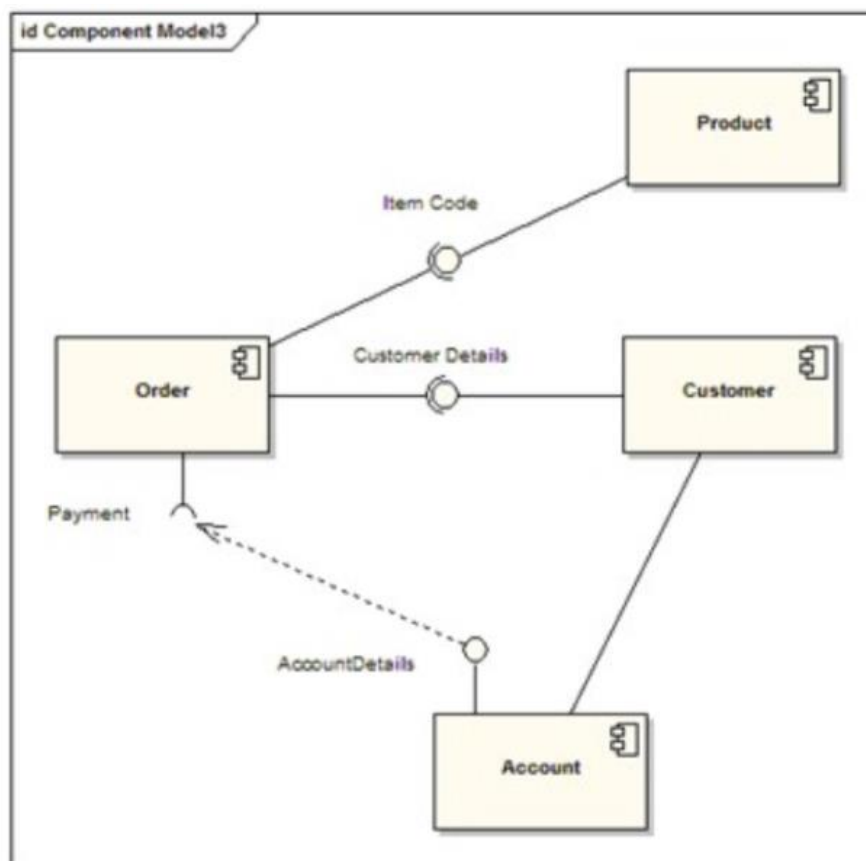 id Component Model3
Product
Item Code
Customer Details
Order
Customer
Payment
AccountDetails
Account